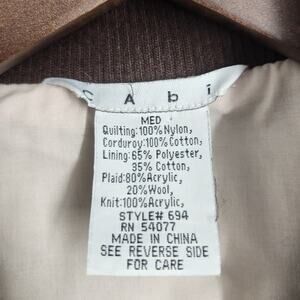 CAbi
MED
Quilting:100%Nylon,
Corduroy:100%Cotton,
Lining:65% Polyester,
35% Cotton,
Plaid:80%Acrylic,
20%Wool,
Knit:100%Acrylic,
STYLE# 694
RN 54077
MADE IN CHINA
SEE REVERSE SIDE
FOR CARE